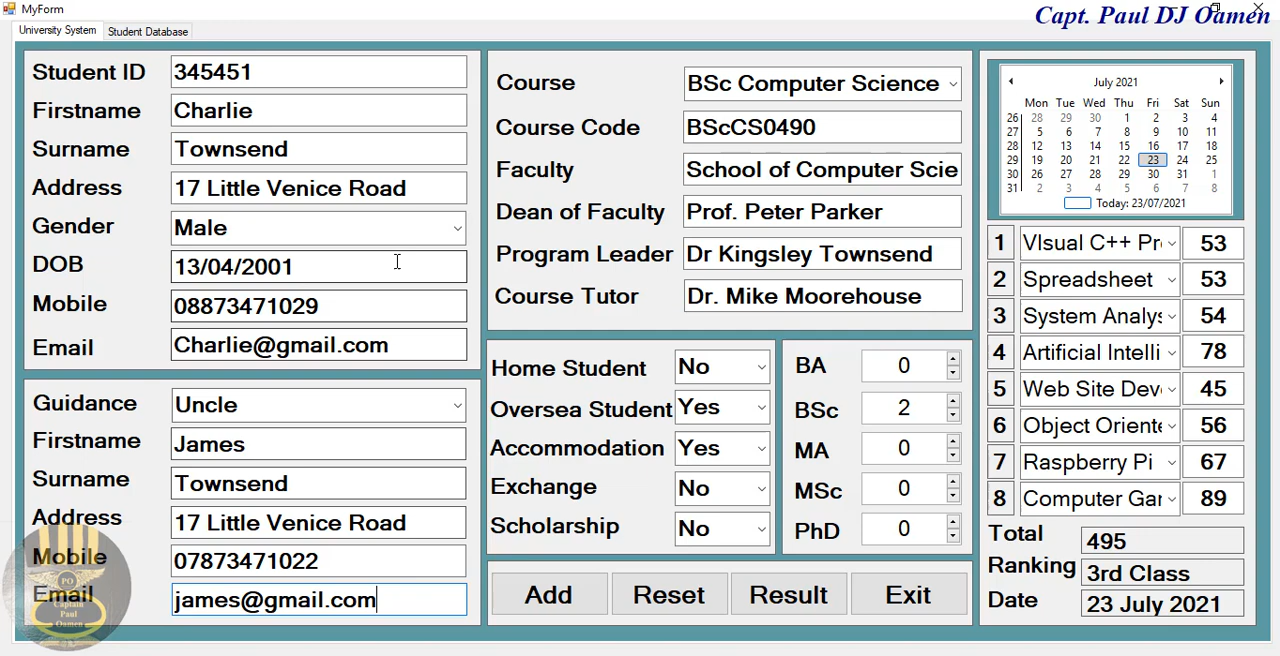 MyForm
Capt. Paul DJ Oamen
University System
Student Database
Student ID 345451
Firstname Charlie
Surname Townsend
Address 17 Little Venice Road
Gender Male
DOB 13/04/2001
Mobile 08873471029
Email Charlie@gmail.com
Guidance Uncle
Firstname James
Surname Townsend
Address 17 Little Venice Road
Mobile 07873471022
Email james@gmail.com
PO
Captain
Paul
Oamen
Course BSc Computer Science
Course Code BScCS0490
Faculty School of Computer Scie
Dean of Faculty Prof. Peter Parker
Program Leader Dr Kingsley Townsend
Course Tutor Dr. Mike Moorehouse
Home Student No
Oversea Student Yes
Accommodation Yes
Exchange No
Scholarship No
BA 0
BSc 2
MA 0
MSc 0
PhD 0
Add Reset Result Exit
July 2021
Mon Tue Wed Thu Fri Sat Sun
26 28 29 30 1 2 3 4
27 5 6 7 8 9 10 11
28 12 13 14 15 16 17 18
29 19 20 21 22 23 24 25
30 26 27 28 29 30 31 1
31 2 3 4 5 6 7 8
Today: 23/07/2021
1 VIsual C++ Pr 53
2 Spreadsheet 53
3 System Analys 54
4 Artificial Intelli 78
5 Web Site Dev 45
6 Object Oriente 56
7 Raspberry Pi 67
8 Computer Gar 89
Total 495
Ranking 3rd Class
Date 23 July 2021